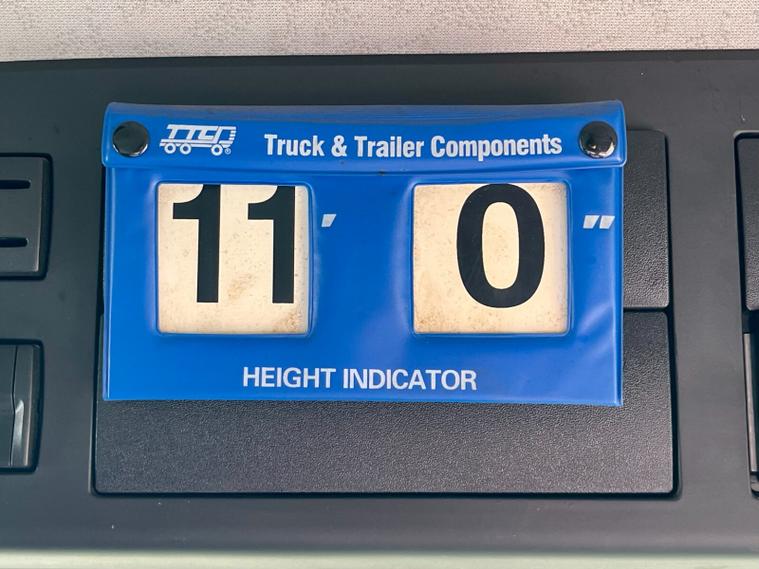 TTC Truck & Trailer Components
11' 0"
HEIGHT INDICATOR